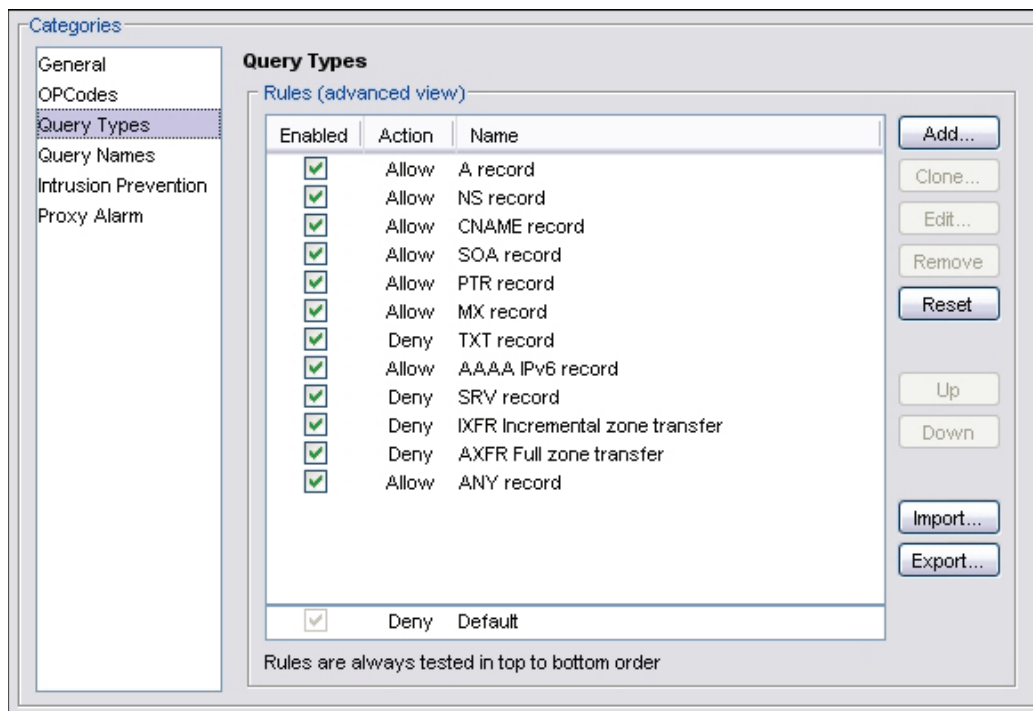 Categories
General
OPCodes
Query Types
Query Names
Intrusion Prevention
Proxy Alarm
Query Types
Rules (advanced view)
Enabled Action Name
Allow A record
Allow NS record
Allow CNAME record
Allow SOA record
Allow PTR record
Allow MX record
Deny TXT record
Allow AAAA IPv6 record
Deny SRV record
Deny IXFR Incremental zone transfer
Deny AXFR Full zone transfer
Allow ANY record
Deny Default
Rules are always tested in top to bottom order
Add...
Clone...
Edit...
Remove
Reset
Up
Down
Import...
Export...